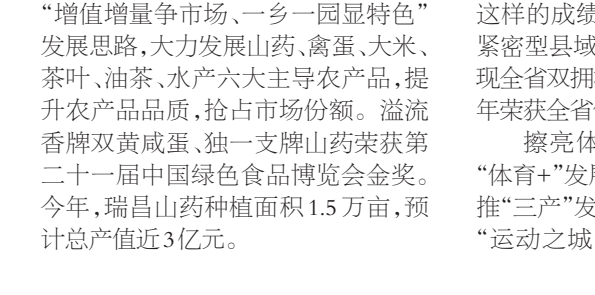 “增值增量争市场、一乡一园显特色”
发展思路，大力发展山药、禽蛋、大米、
茶叶、油茶、水产六大主导农产品，提
升农产品品质，抢占市场份额。溢流
香牌双黄咸蛋、独一支牌山药荣获第
二十一届中国绿色食品博览会金奖。
今年，瑞昌山药种植面积1.5万亩，预
计总产值近3亿元。
这样的成绩
紧密型县域
现全省双拥
年荣获全省
擦亮体
“体育+”发展
推“三产”发
“运动之城